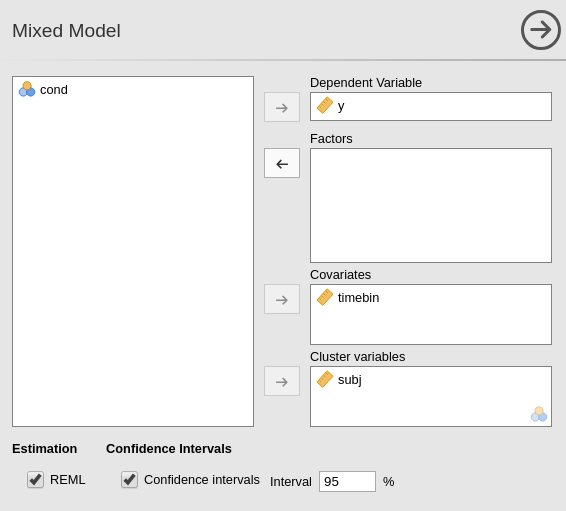 Mixed Model
cond
Dependent Variable
y
Factors
Covariates
timebin
Cluster variables
subj
Estimation
Confidence Intervals
REML
Confidence intervals
Interval 95 %